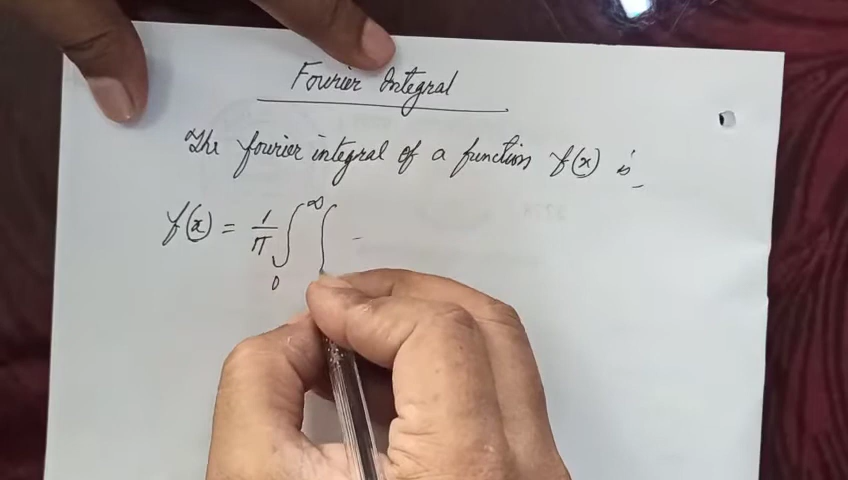 Fourier Integral
The fourier integral of a function f(x) is
f(x) = 1/π ∫₀^∞ ∫